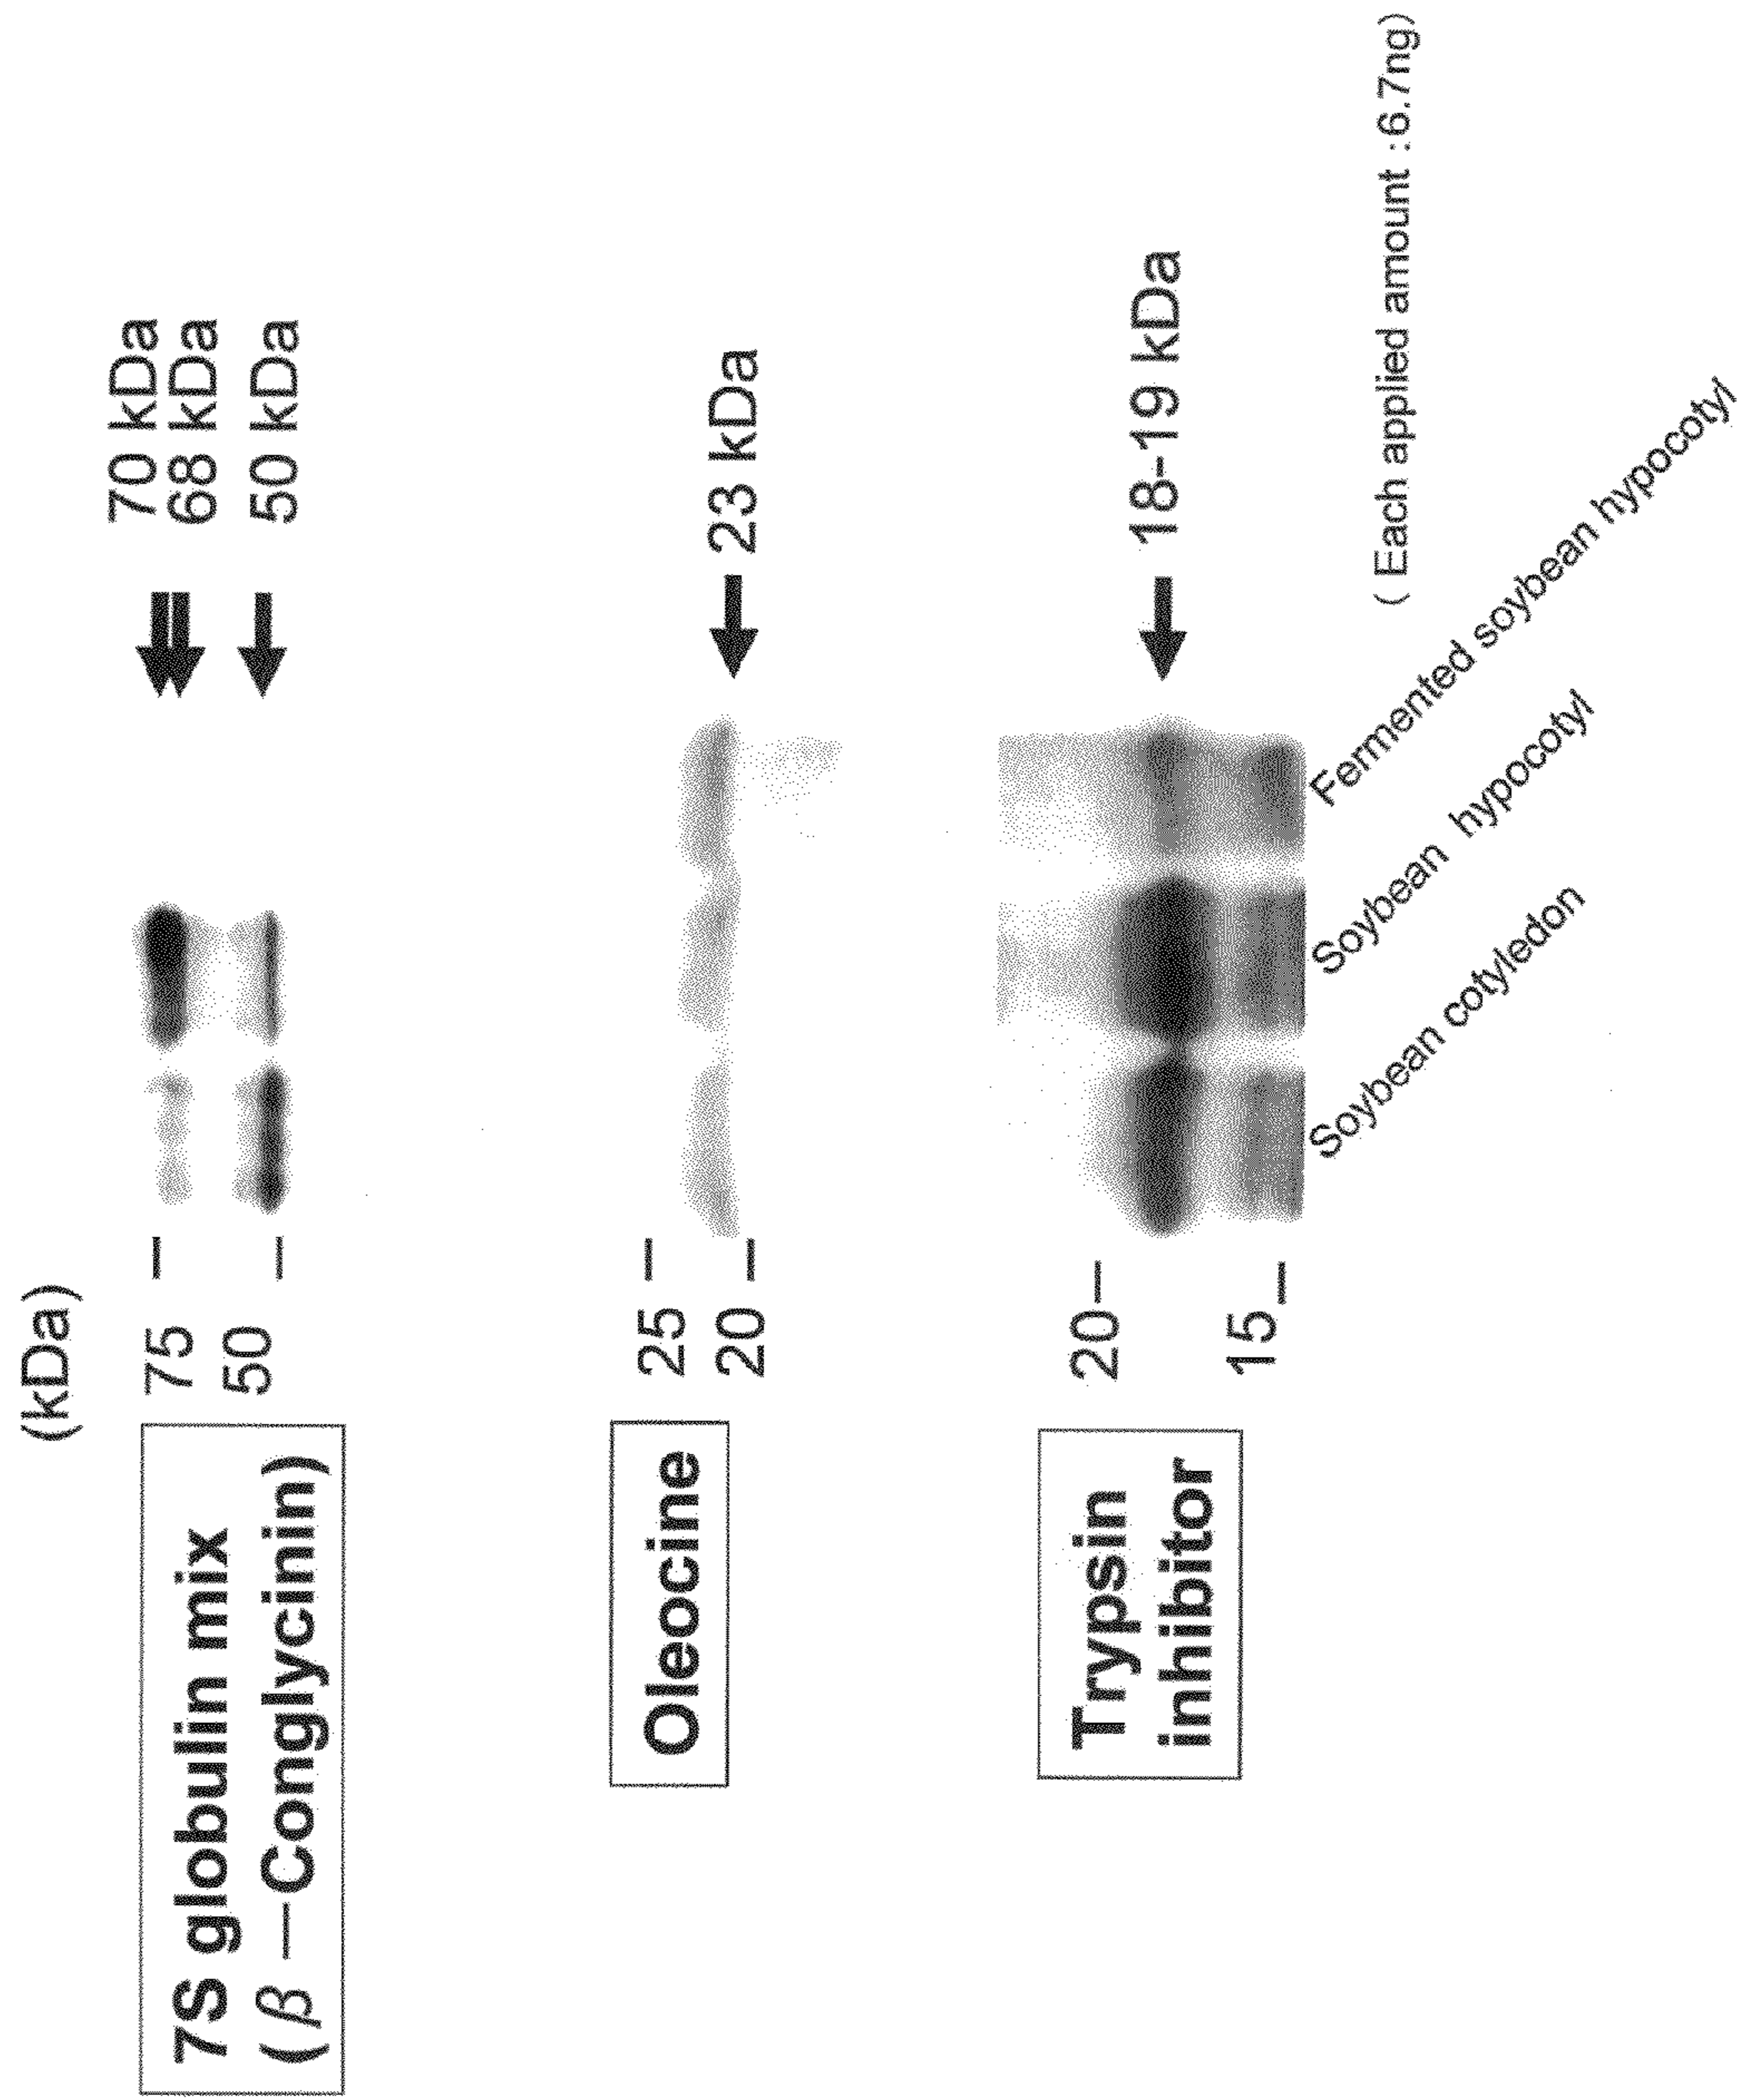 (kDa)
7S globulin mix
(β－Conglycinin)
75
50
70 kDa
68 kDa
50 kDa
Oleocine
25
20
23 kDa
Trypsin
inhibitor
20
15
18-19 kDa
Soybean cotyledon
Soybean hypocotyl
Fermented soybean hypocotyl
( Each applied amount :6.7ng)